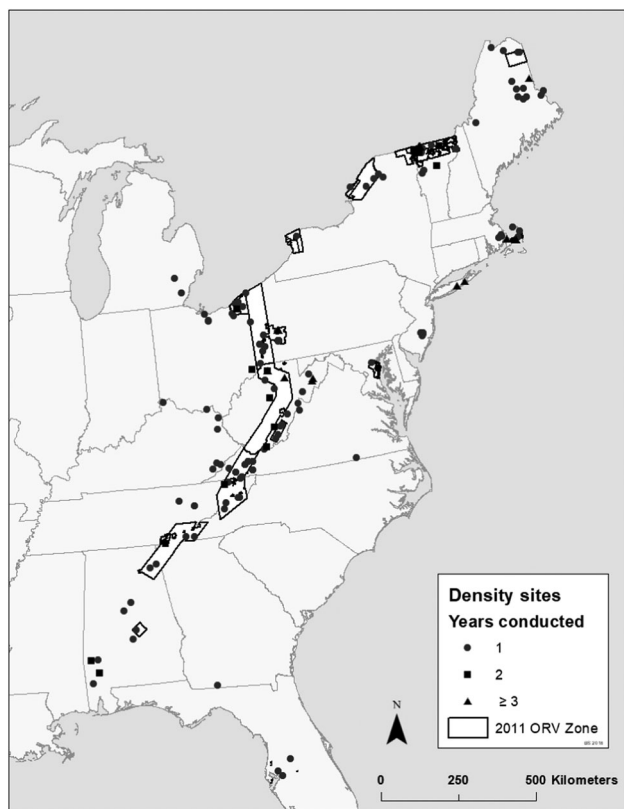 Density sites
Years conducted
1
2
≥ 3
2011 ORV Zone
N
0 250 500 Kilometers